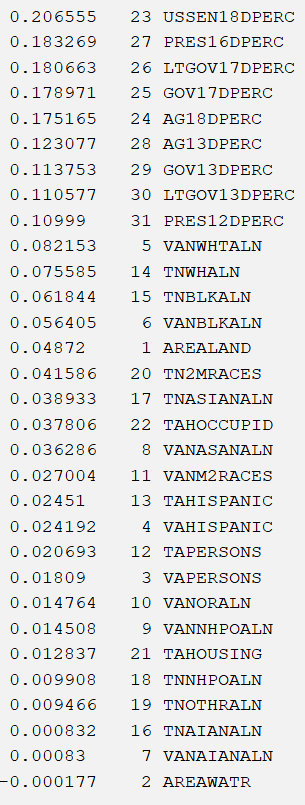 0.206555 23 USSEN18DPERC
0.183269 27 PRES16DPERC
0.180663 26 LTGOV17DPERC
0.178971 25 GOV17DPERC
0.175165 24 AG18DPERC
0.123077 28 AG13DPERC
0.113753 29 GOV13DPERC
0.110577 30 LTGOV13DPERC
0.10999 31 PRES12DPERC
0.082153 5 VANWHTALN
0.075585 14 TNWHALN
0.061844 15 TNBLKALN
0.056405 6 VANBLKALN
0.04872 1 AREALAND
0.041586 20 TN2MRACES
0.038933 17 TNASIANALN
0.037806 22 TAHOCCUPID
0.036286 8 VANASANALN
0.027004 11 VANM2RACES
0.02451 13 TAHISPANIC
0.024192 4 VAHISPANIC
0.020693 12 TAPERSONS
0.01809 3 VAPERSONS
0.014764 10 VANORALN
0.014508 9 VANNHPOALN
0.012837 21 TAHOUSING
0.009908 18 TNNHPOALN
0.009466 19 TNOTHRALN
0.000832 16 TNAIANALN
0.00083 7 VANAIANALN
-0.000177 2 AREAWATR